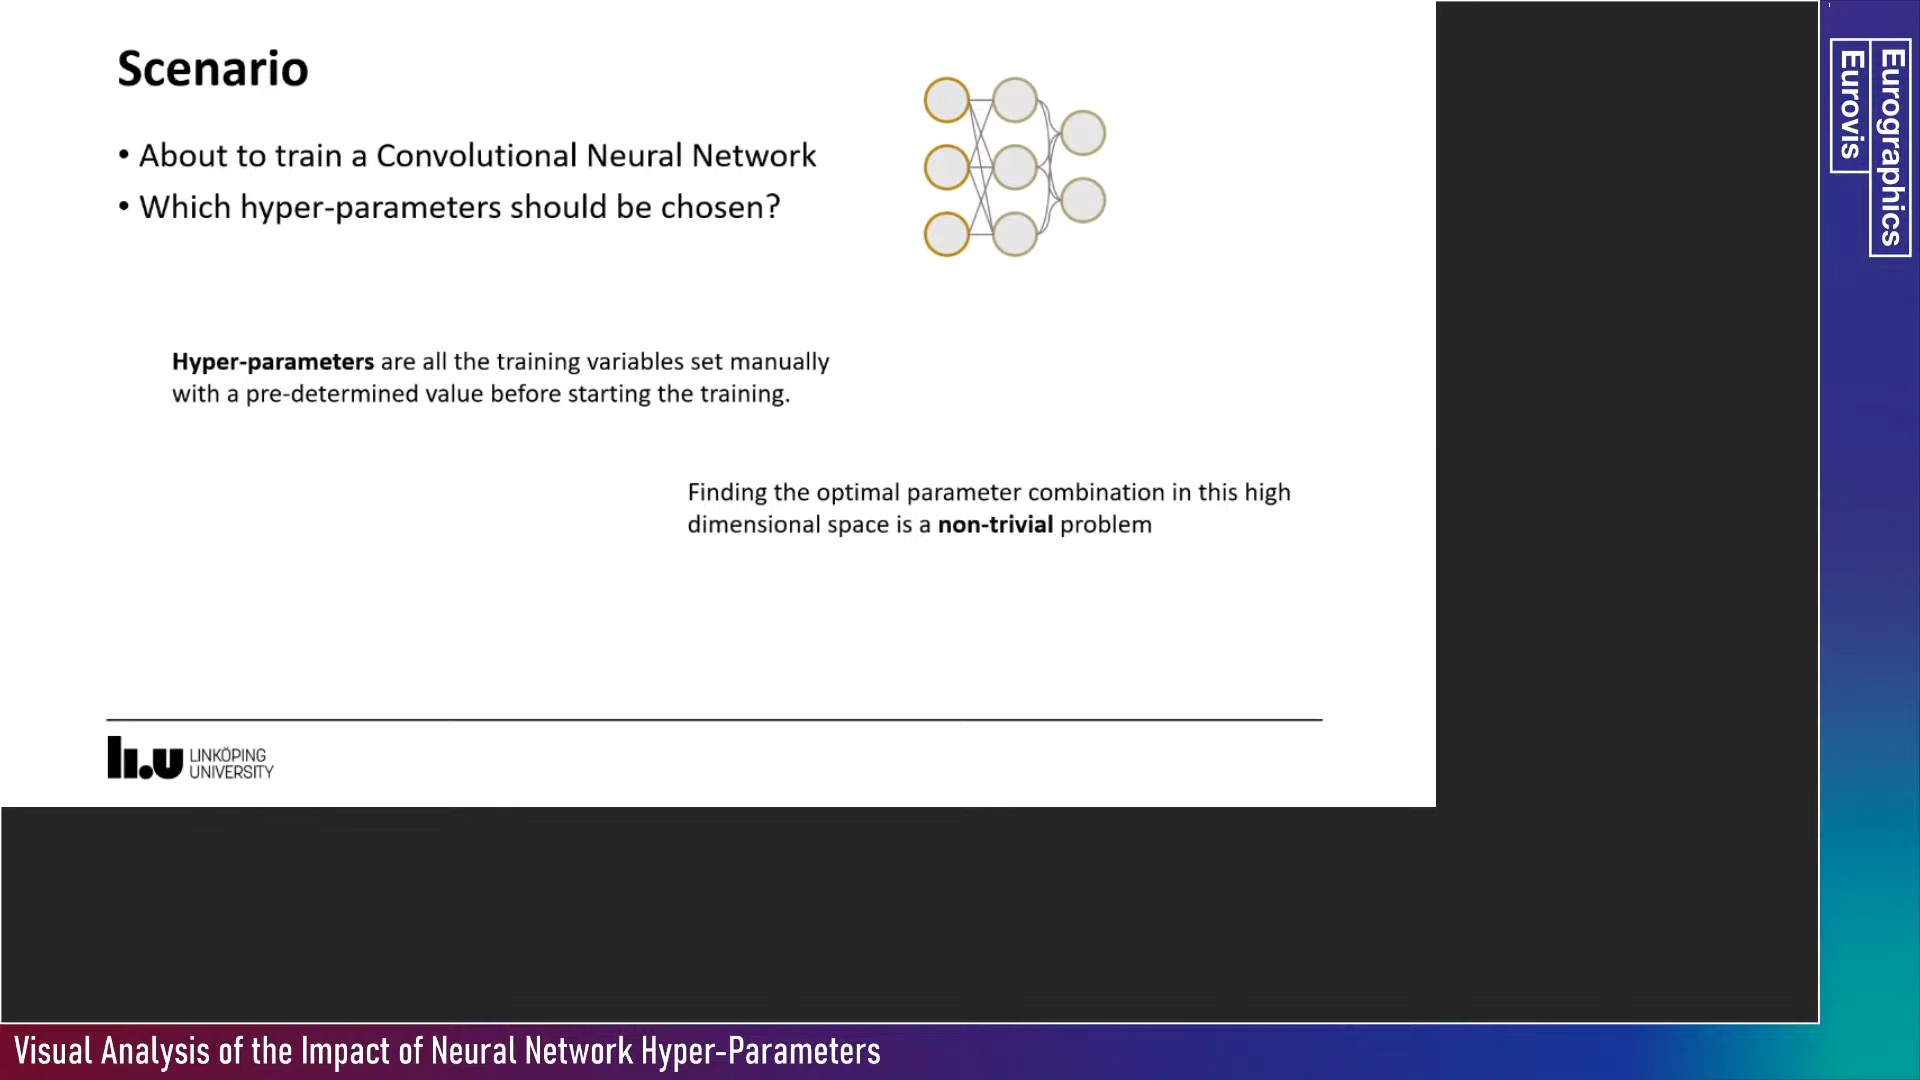 Scenario
• About to train a Convolutional Neural Network
• Which hyper-parameters should be chosen?
Hyper-parameters are all the training variables set manually
with a pre-determined value before starting the training.
Finding the optimal parameter combination in this high
dimensional space is a non-trivial problem
li.u LINKÖPING
UNIVERSITY
Eurographics
Eurovis
Visual Analysis of the Impact of Neural Network Hyper-Parameters